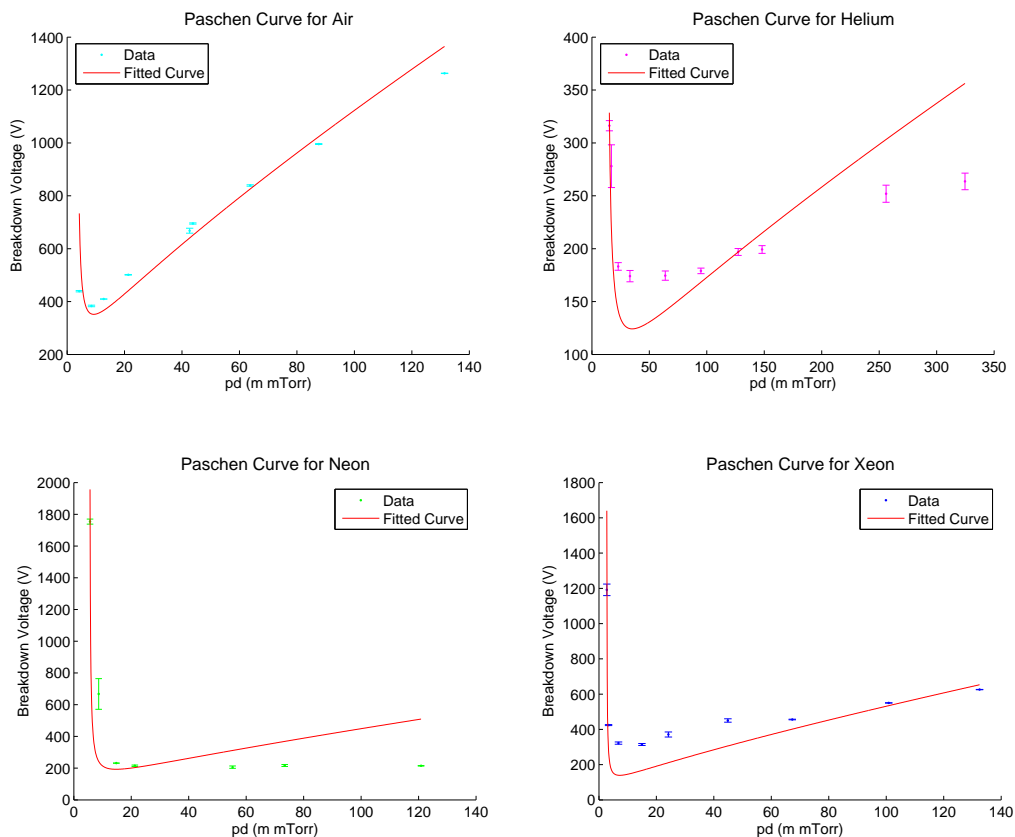 Paschen Curve for Air
1400
1200
1000
800
600
400
200
Breakdown Voltage (V)
Data
Fitted Curve
0 20 40 60 80 100 120 140
pd (m mTorr)
Paschen Curve for Helium
400
350
300
250
200
150
100
Breakdown Voltage (V)
Data
Fitted Curve
0 50 100 150 200 250 300 350
pd (m mTorr)
Paschen Curve for Neon
2000
1800
1600
1400
1200
1000
800
600
400
200
0
Breakdown Voltage (V)
Data
Fitted Curve
0 20 40 60 80 100 120 140
pd (m mTorr)
Paschen Curve for Xeon
1800
1600
1400
1200
1000
800
600
400
200
0
Breakdown Voltage (V)
Data
Fitted Curve
0 20 40 60 80 100 120 140
pd (m mTorr)